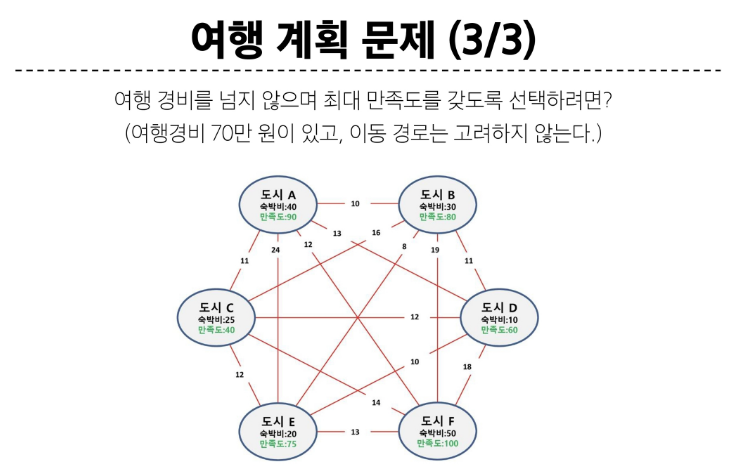 여행 계획 문제 (3/3)
여행 경비를 넘지 않으며 최대 만족도를 갖도록 선택하려면?
(여행경비 70만 원이 있고, 이동 경로는 고려하지 않는다.)
도시 A
숙박비:40
만족도:90
10
도시 B
숙박비:30
만족도:80
13
16
24
12
8
19
11
11
도시 C
숙박비:25
만족도:40
12
도시 D
숙박비:10
만족도:60
10
18
12
14
도시 E
숙박비:20
만족도:75
13
도시 F
숙박비:50
만족도:100